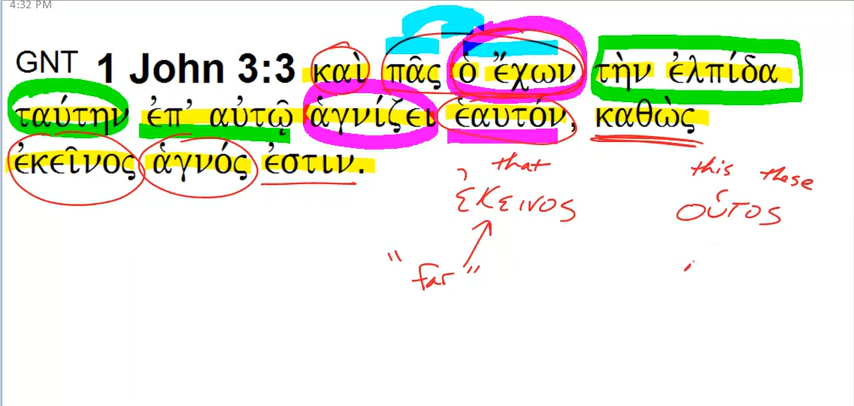 4:32 PM
GNT 1 John 3:3 καὶ πᾶς ὁ ἔχων τὴν ἐλπίδα
ταύτην ἐπ’ αὐτῷ ἁγνίζει ἑαυτόν, καθὼς
ἐκεῖνος ἁγνός ἐστιν.
that this these
ἐκεινος οὑτος
"far"